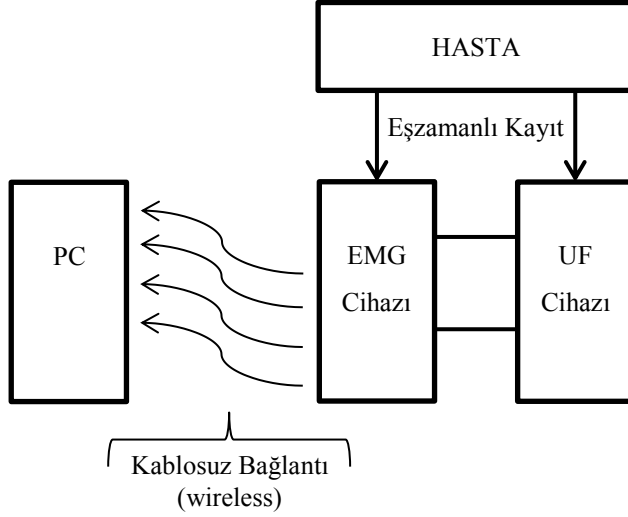 HASTA
Eşzamanlı Kayıt
PC
EMG
Cihazı
UF
Cihazı
Kablosuz Bağlantı
(wireless)